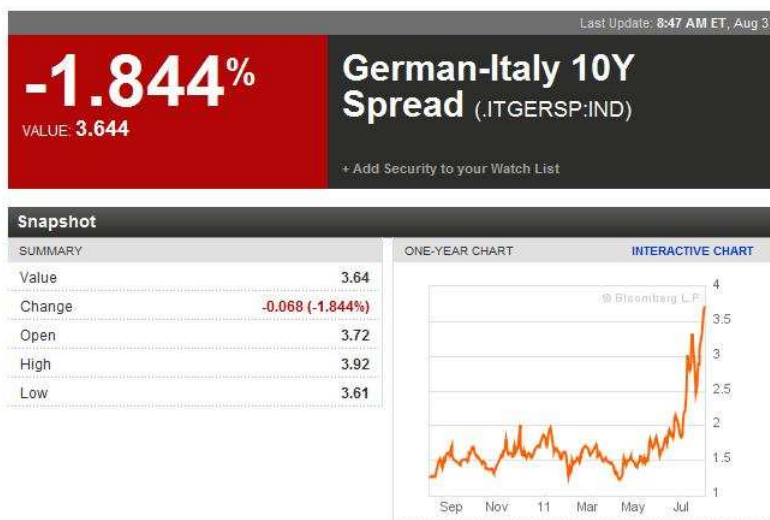 Last Update: 8:47 AM ET, Aug 3
-1.844%
VALUE: 3.644
German-Italy 10Y
Spread (.ITGERSP:IND)
+ Add Security to your Watch List
Snapshot
SUMMARY
Value 3.64
Change -0.068 (-1.844%)
Open 3.72
High 3.92
Low 3.61
ONE-YEAR CHART INTERACTIVE CHART
© Bloomberg L.P.
4
3.5
3
2.5
2
1.5
1
Sep Nov 11 Mar May Jul